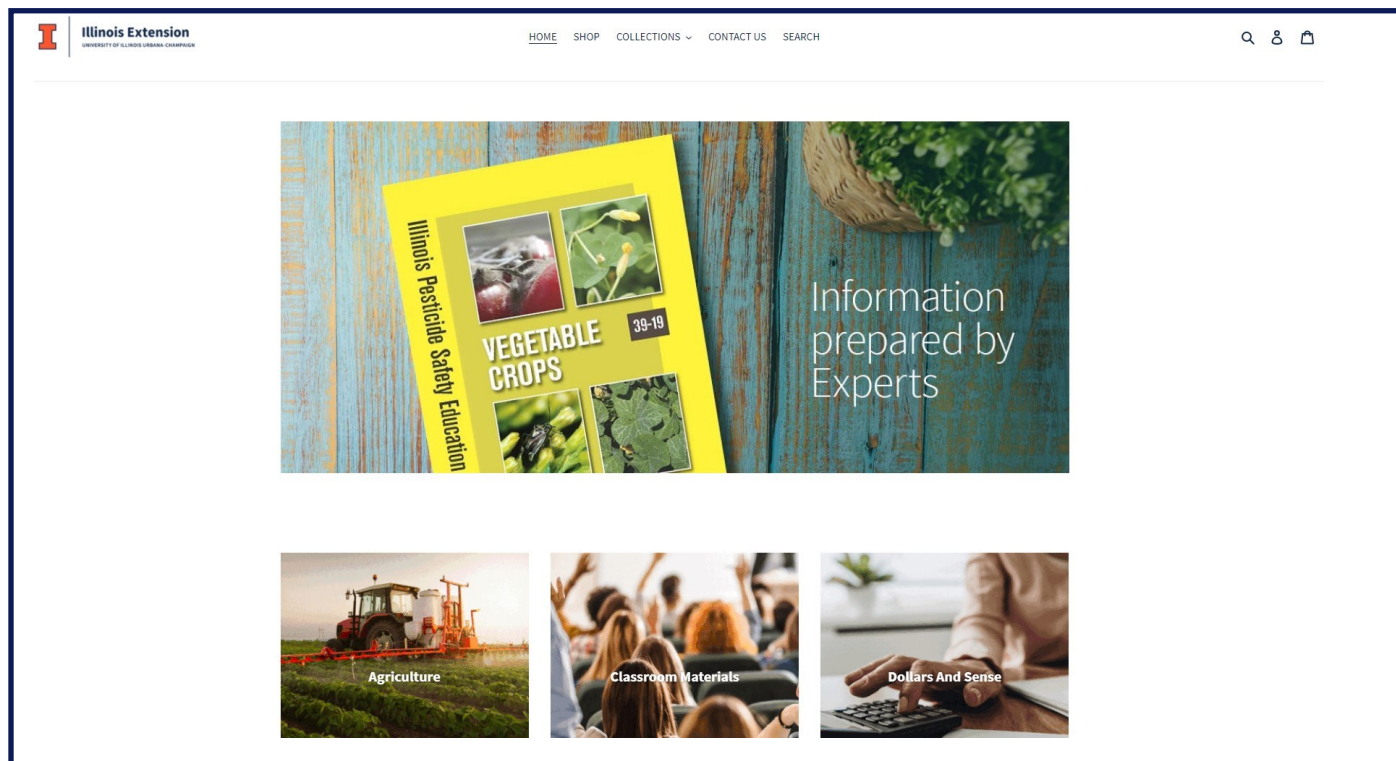 Illinois Extension
UNIVERSITY OF ILLINOIS URBANA-CHAMPAIGN
HOME SHOP COLLECTIONS CONTACT US SEARCH
Illinois Pesticide Safety Education
VEGETABLE
CROPS
39-19
Information
prepared by
Experts
Agriculture
Classroom Materials
Dollars And Sense